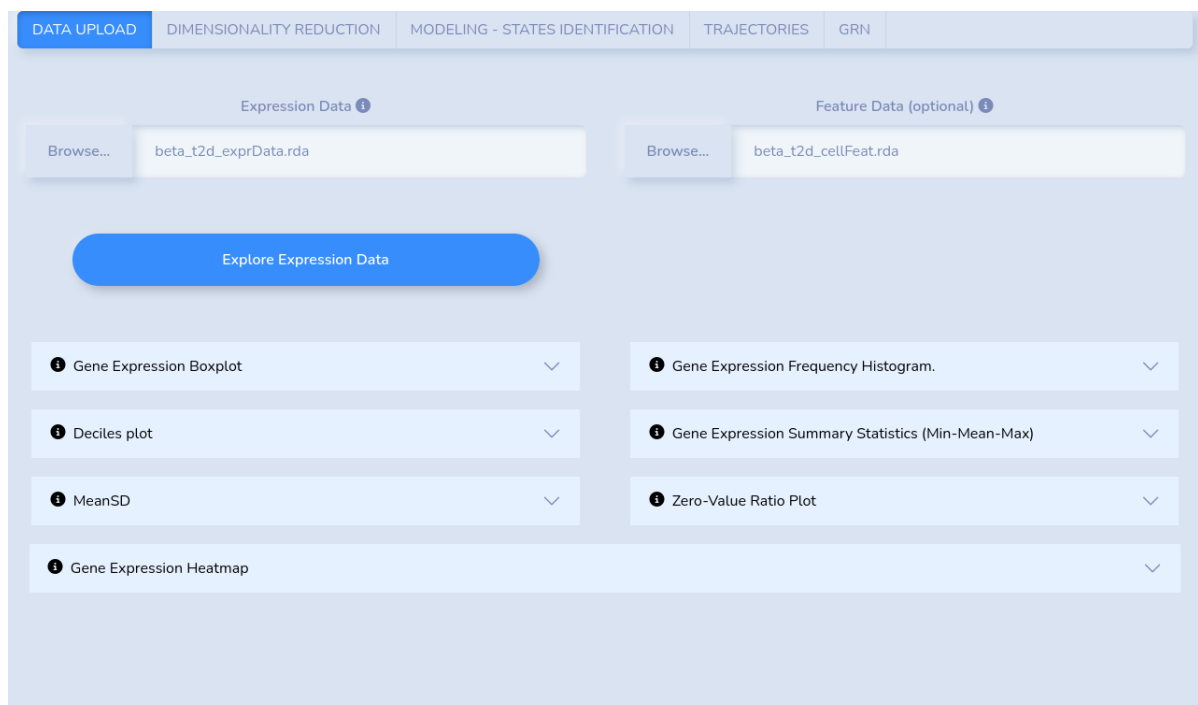 DATA UPLOAD DIMENSIONALITY REDUCTION MODELING - STATES IDENTIFICATION TRAJECTORIES GRN
Expression Data Feature Data (optional)
Browse... beta_t2d_exprData.rda Browse... beta_t2d_cellFeat.rda
Explore Expression Data
Gene Expression Boxplot Gene Expression Frequency Histogram.
Deciles plot Gene Expression Summary Statistics (Min-Mean-Max)
MeanSD Zero-Value Ratio Plot
Gene Expression Heatmap